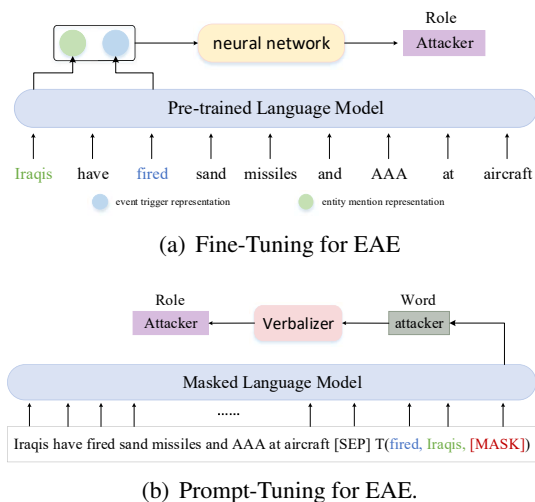 Role
neural network
Attacker
Pre-trained Language Model
Iraqis have fired sand missiles and AAA at aircraft
event trigger representation entity mention representation
(a) Fine-Tuning for EAE
Role Word
Attacker Verbalizer attacker
Masked Language Model
......
Iraqis have fired sand missiles and AAA at aircraft [SEP] T(fired, Iraqis, [MASK])
(b) Prompt-Tuning for EAE.